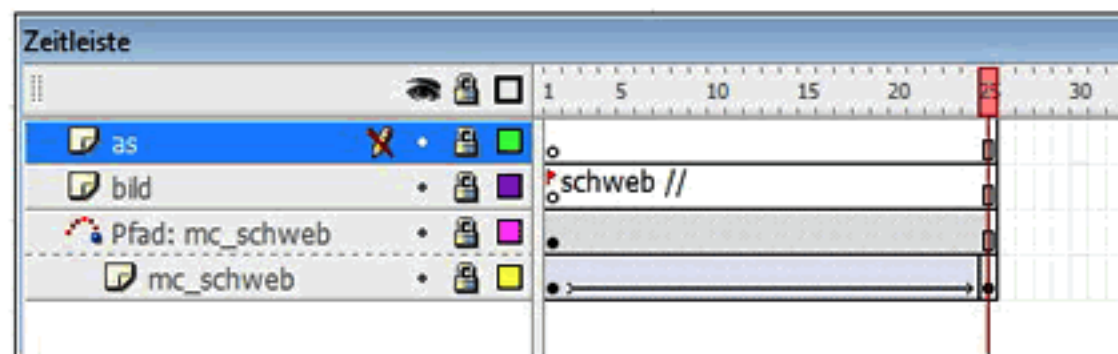 Zeitleiste
1 5 10 15 20 25 30
as
bild schweb //
Pfad: mc_schweb
mc_schweb